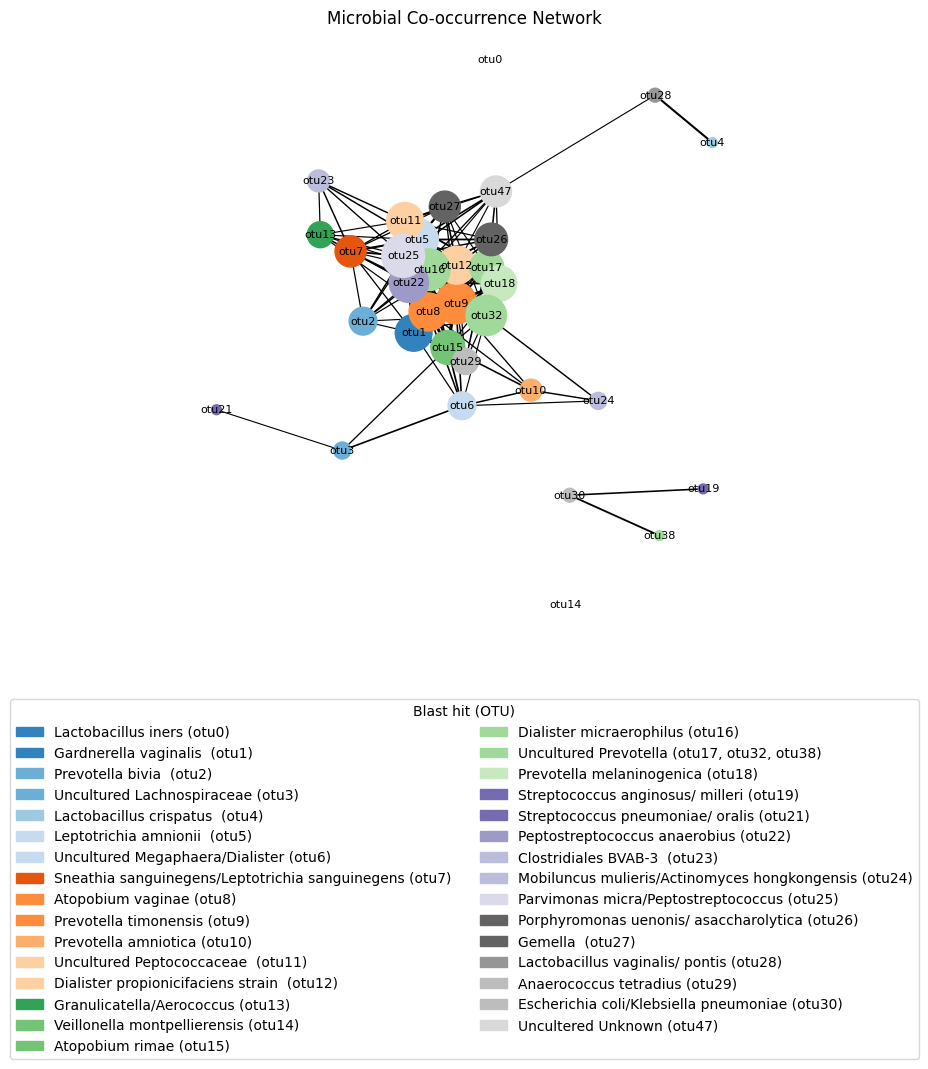 Microbial Co-occurrence Network
otu0
otu28
otu4
otu23
otu47
otu27
otu11
otu13
otu5
otu26
otu7
otu25
otu12
otu17
otu16
otu22
otu18
otu9
otu8
otu32
otu2
otu1
otu15
otu29
otu10
otu24
otu6
otu21
otu3
otu19
otu30
otu38
otu14
Blast hit (OTU)
Lactobacillus iners (otu0)
Gardnerella vaginalis  (otu1)
Prevotella bivia  (otu2)
Uncultured Lachnospiraceae (otu3)
Lactobacillus crispatus  (otu4)
Leptotrichia amnionii  (otu5)
Uncultured Megaphaera/Dialister (otu6)
Sneathia sanguinegens/Leptotrichia sanguinegens (otu7)
Atopobium vaginae (otu8)
Prevotella timonensis (otu9)
Prevotella amniotica (otu10)
Uncultured Peptococcaceae  (otu11)
Dialister propionicifaciens strain  (otu12)
Granulicatella/Aerococcus (otu13)
Veillonella montpellierensis (otu14)
Atopobium rimae (otu15)
Dialister micraerophilus (otu16)
Uncultured Prevotella (otu17, otu32, otu38)
Prevotella melaninogenica (otu18)
Streptococcus anginosus/ milleri (otu19)
Streptococcus pneumoniae/ oralis (otu21)
Peptostreptococcus anaerobius (otu22)
Clostridiales BVAB-3  (otu23)
Mobiluncus mulieris/Actinomyces hongkongensis (otu24)
Parvimonas micra/Peptostreptococcus (otu25)
Porphyromonas uenonis/ asaccharolytica (otu26)
Gemella  (otu27)
Lactobacillus vaginalis/ pontis (otu28)
Anaerococcus tetradius (otu29)
Escherichia coli/Klebsiella pneumoniae (otu30)
Uncultered Unknown (otu47)